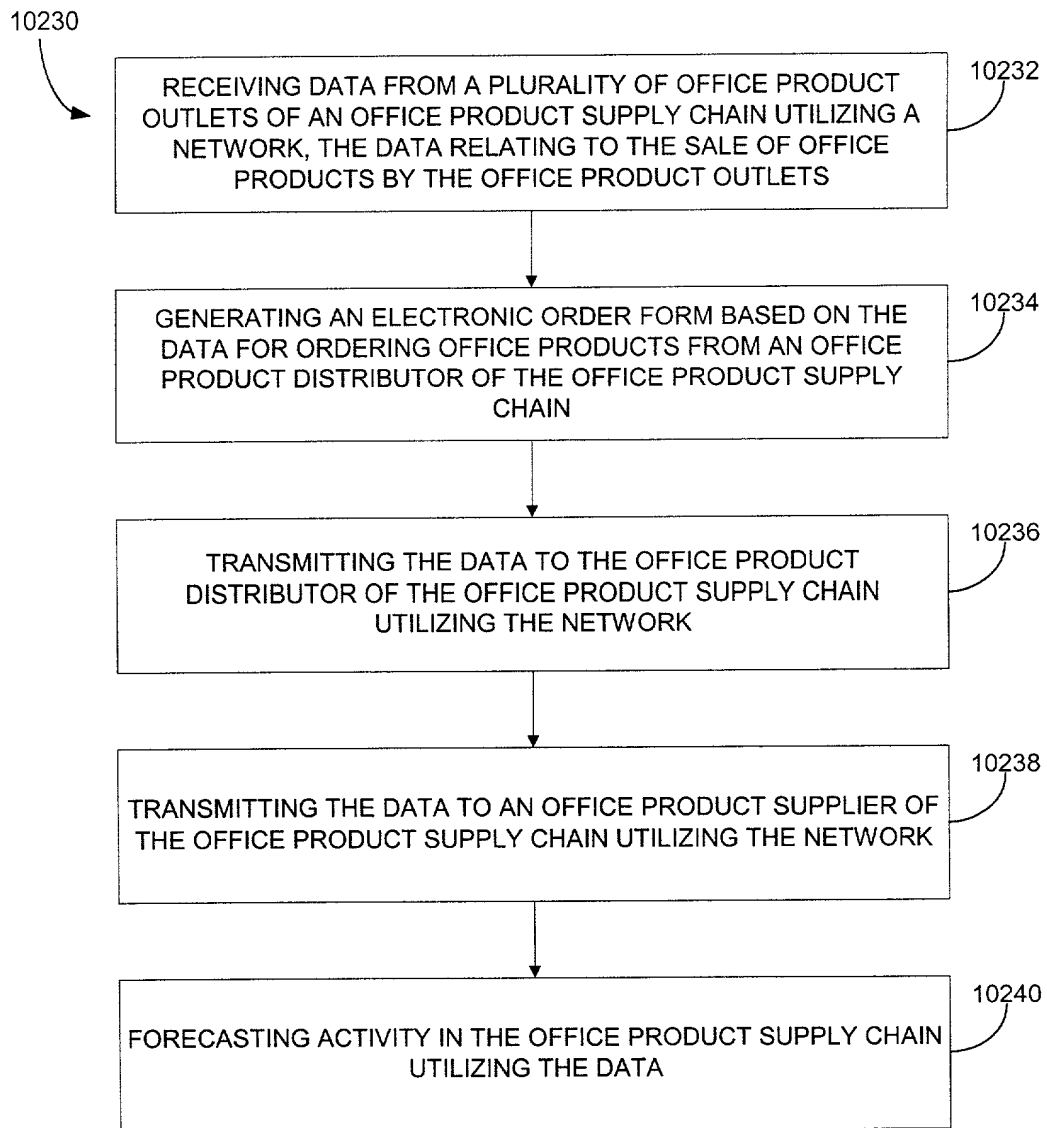 10230
RECEIVING DATA FROM A PLURALITY OF OFFICE PRODUCT
OUTLETS OF AN OFFICE PRODUCT SUPPLY CHAIN UTILIZING A
NETWORK, THE DATA RELATING TO THE SALE OF OFFICE
PRODUCTS BY THE OFFICE PRODUCT OUTLETS
10232
GENERATING AN ELECTRONIC ORDER FORM BASED ON THE
DATA FOR ORDERING OFFICE PRODUCTS FROM AN OFFICE
PRODUCT DISTRIBUTOR OF THE OFFICE PRODUCT SUPPLY
CHAIN
10234
TRANSMITTING THE DATA TO THE OFFICE PRODUCT
DISTRIBUTOR OF THE OFFICE PRODUCT SUPPLY CHAIN
UTILIZING THE NETWORK
10236
TRANSMITTING THE DATA TO AN OFFICE PRODUCT SUPPLIER OF
THE OFFICE PRODUCT SUPPLY CHAIN UTILIZING THE NETWORK
10238
FORECASTING ACTIVITY IN THE OFFICE PRODUCT SUPPLY CHAIN
UTILIZING THE DATA
10240